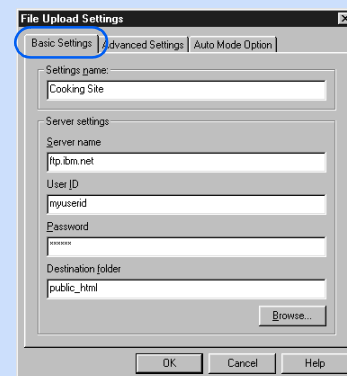 File Upload Settings
Basic Settings Advanced Settings Auto Mode Option
Settings name:
Cooking Site
Server settings
Server name
ftp.ibm.net
User ID
myuserid
Password
******
Destination folder
public_html
Browse...
OK Cancel Help